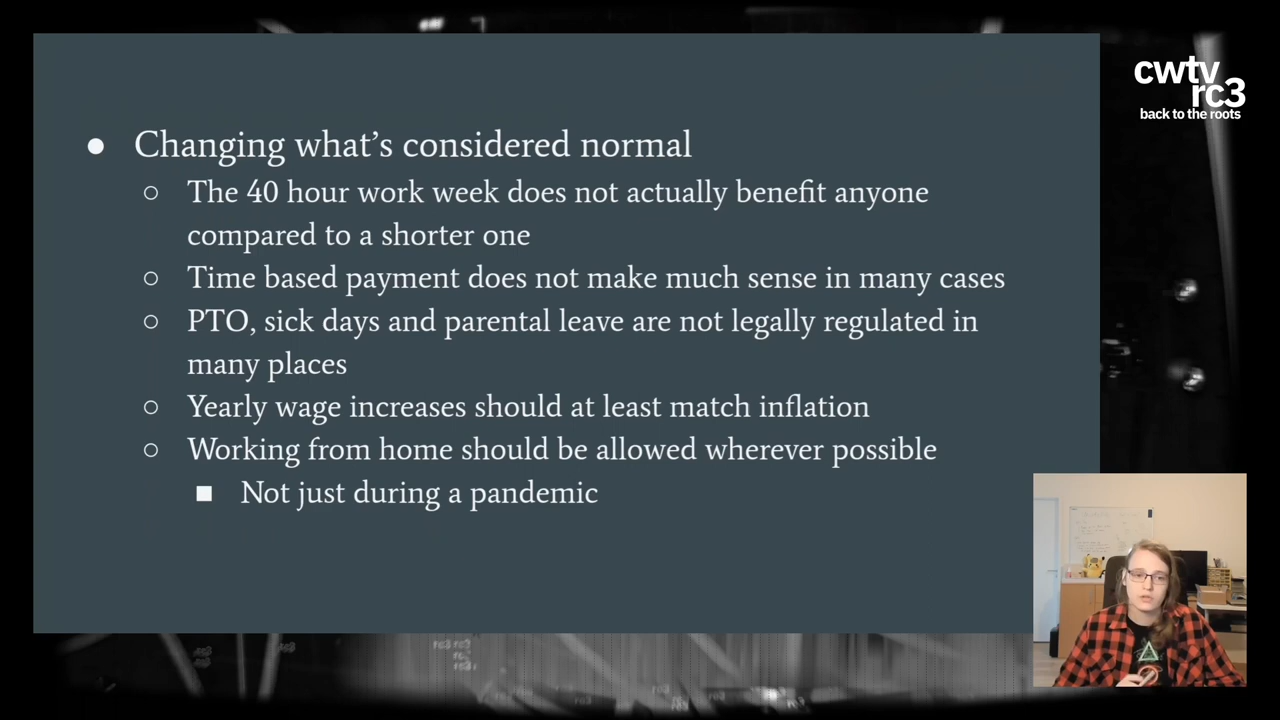 cwtv
rc3
back to the roots
● Changing what’s considered normal
○ The 40 hour work week does not actually benefit anyone
compared to a shorter one
○ Time based payment does not make much sense in many cases
○ PTO, sick days and parental leave are not legally regulated in
many places
○ Yearly wage increases should at least match inflation
○ Working from home should be allowed wherever possible
■ Not just during a pandemic
rc3 rc3
rc3